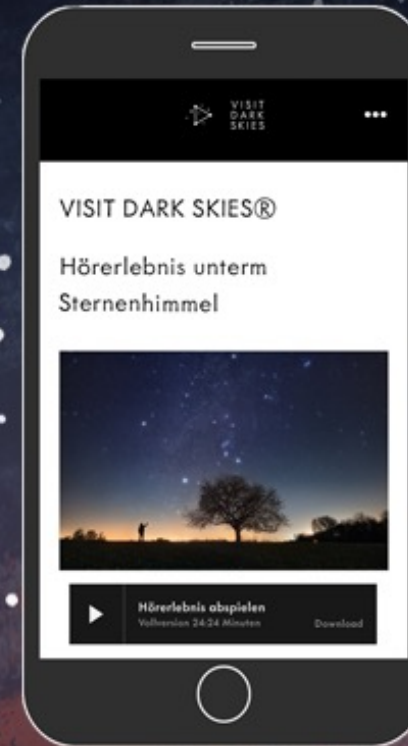 VISIT
DARK
SKIES
VISIT DARK SKIES®
Hörerlebnis unterm
Sternenhimmel
Hörerlebnis abspielen
Vollversion 24:24 Minuten
Download